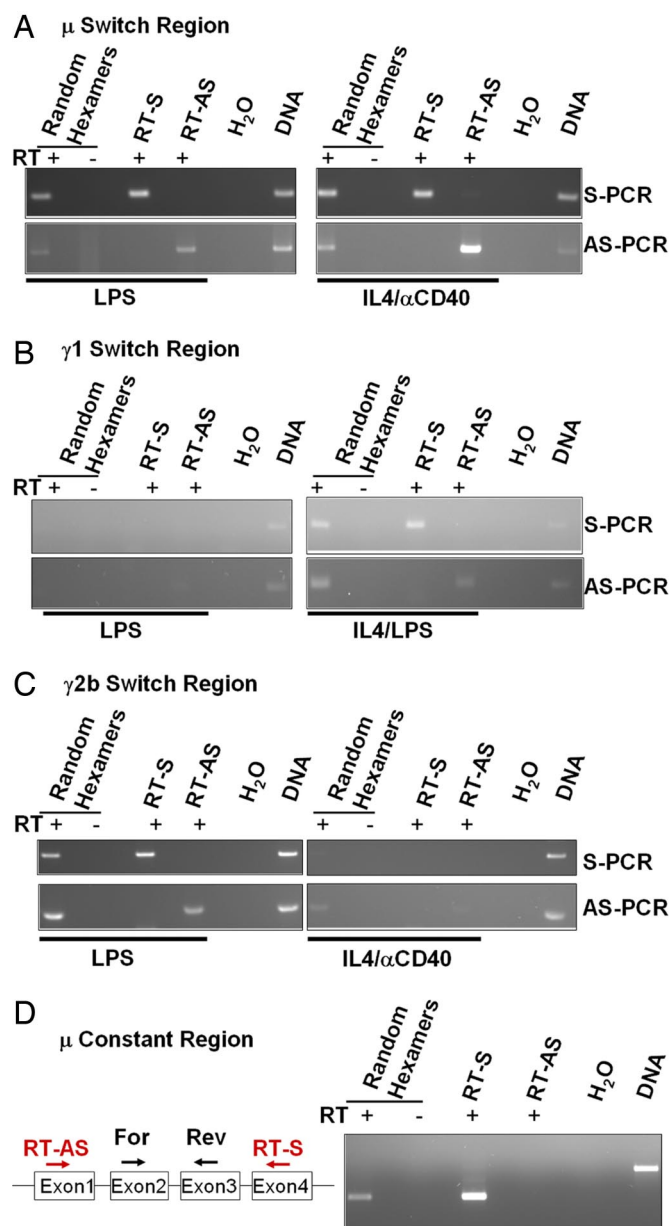 A μ Switch Region
Random Hexamers RT-S RT-AS H2O DNA Random Hexamers RT-S RT-AS H2O DNA
RT + - + + + - + +
S-PCR
AS-PCR
LPS IL4/αCD40
B γ1 Switch Region
Random Hexamers RT-S RT-AS H2O DNA Random Hexamers RT-S RT-AS H2O DNA
RT + - + + + - + +
S-PCR
AS-PCR
LPS IL4/LPS
C γ2b Switch Region
Random Hexamers RT-S RT-AS H2O DNA Random Hexamers RT-S RT-AS H2O DNA
RT + - + + + - + +
S-PCR
AS-PCR
LPS IL4/αCD40
D μ Constant Region
Random Hexamers RT-S RT-AS H2O DNA
RT + - + +
RT-AS For Rev RT-S
Exon1 Exon2 Exon3 Exon4